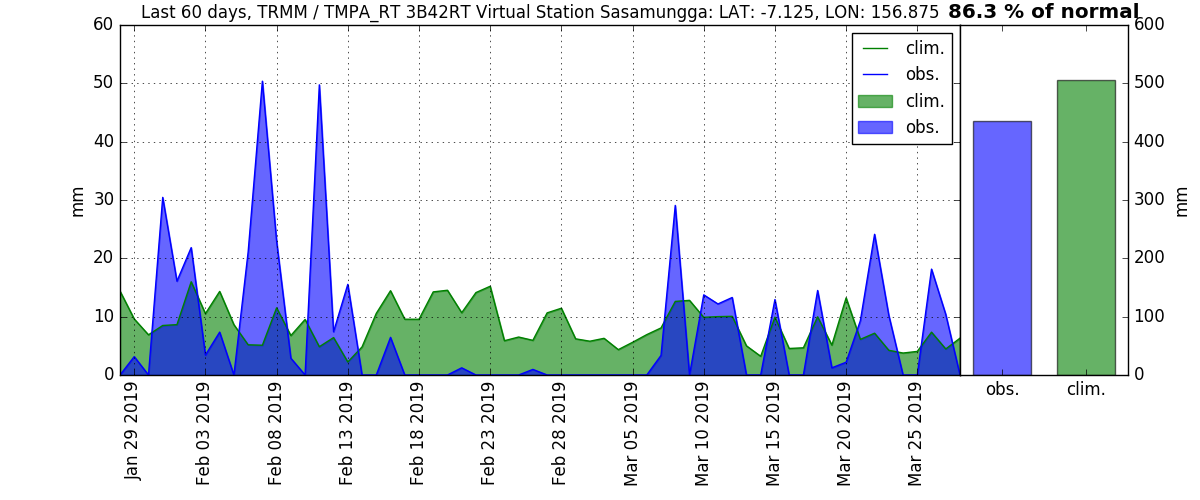 Last 60 days, TRMM / TMPA_RT 3B42RT Virtual Station Sasamungga: LAT: -7.125, LON: 156.875 86.3 % of normal
60
50
40
30
20
10
0
mm
clim.
obs.
clim.
obs.
Jan 29 2019
Feb 03 2019
Feb 08 2019
Feb 13 2019
Feb 18 2019
Feb 23 2019
Feb 28 2019
Mar 05 2019
Mar 10 2019
Mar 15 2019
Mar 20 2019
Mar 25 2019
600
500
400
300
200
100
0
mm
obs.
clim.